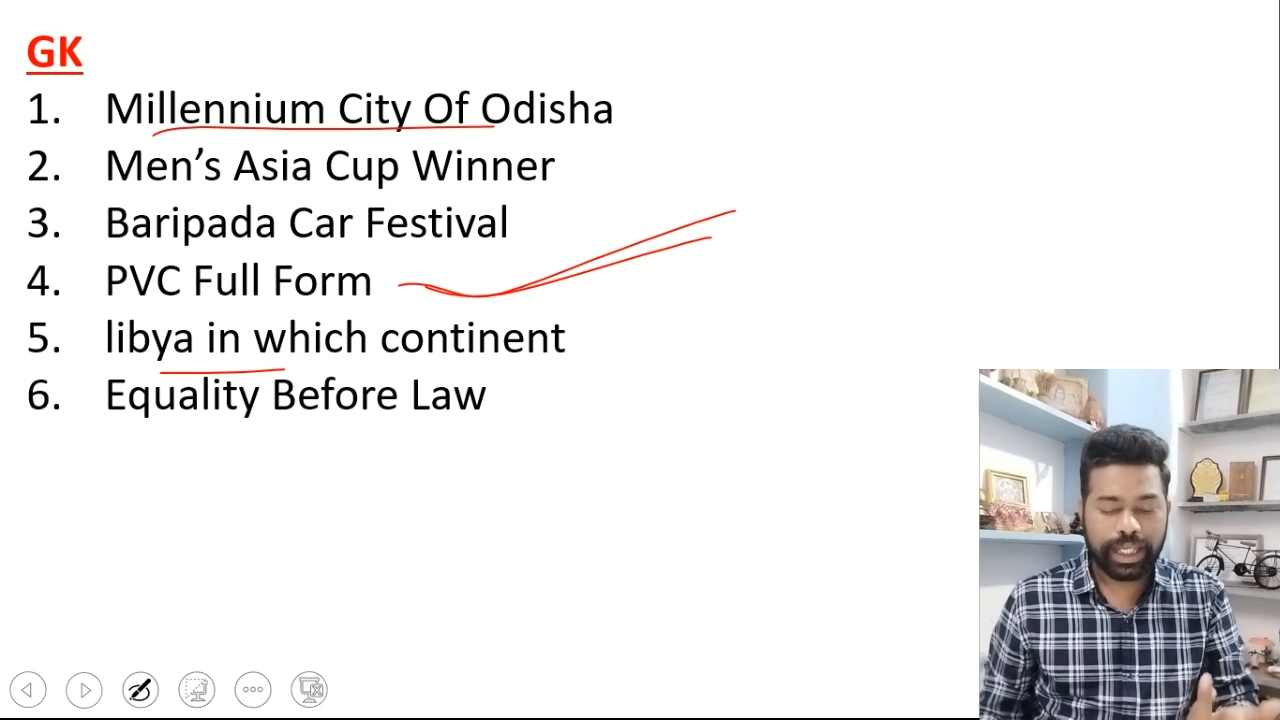 GK
1. Millennium City Of Odisha
2. Men’s Asia Cup Winner
3. Baripada Car Festival
4. PVC Full Form
5. libya in which continent
6. Equality Before Law